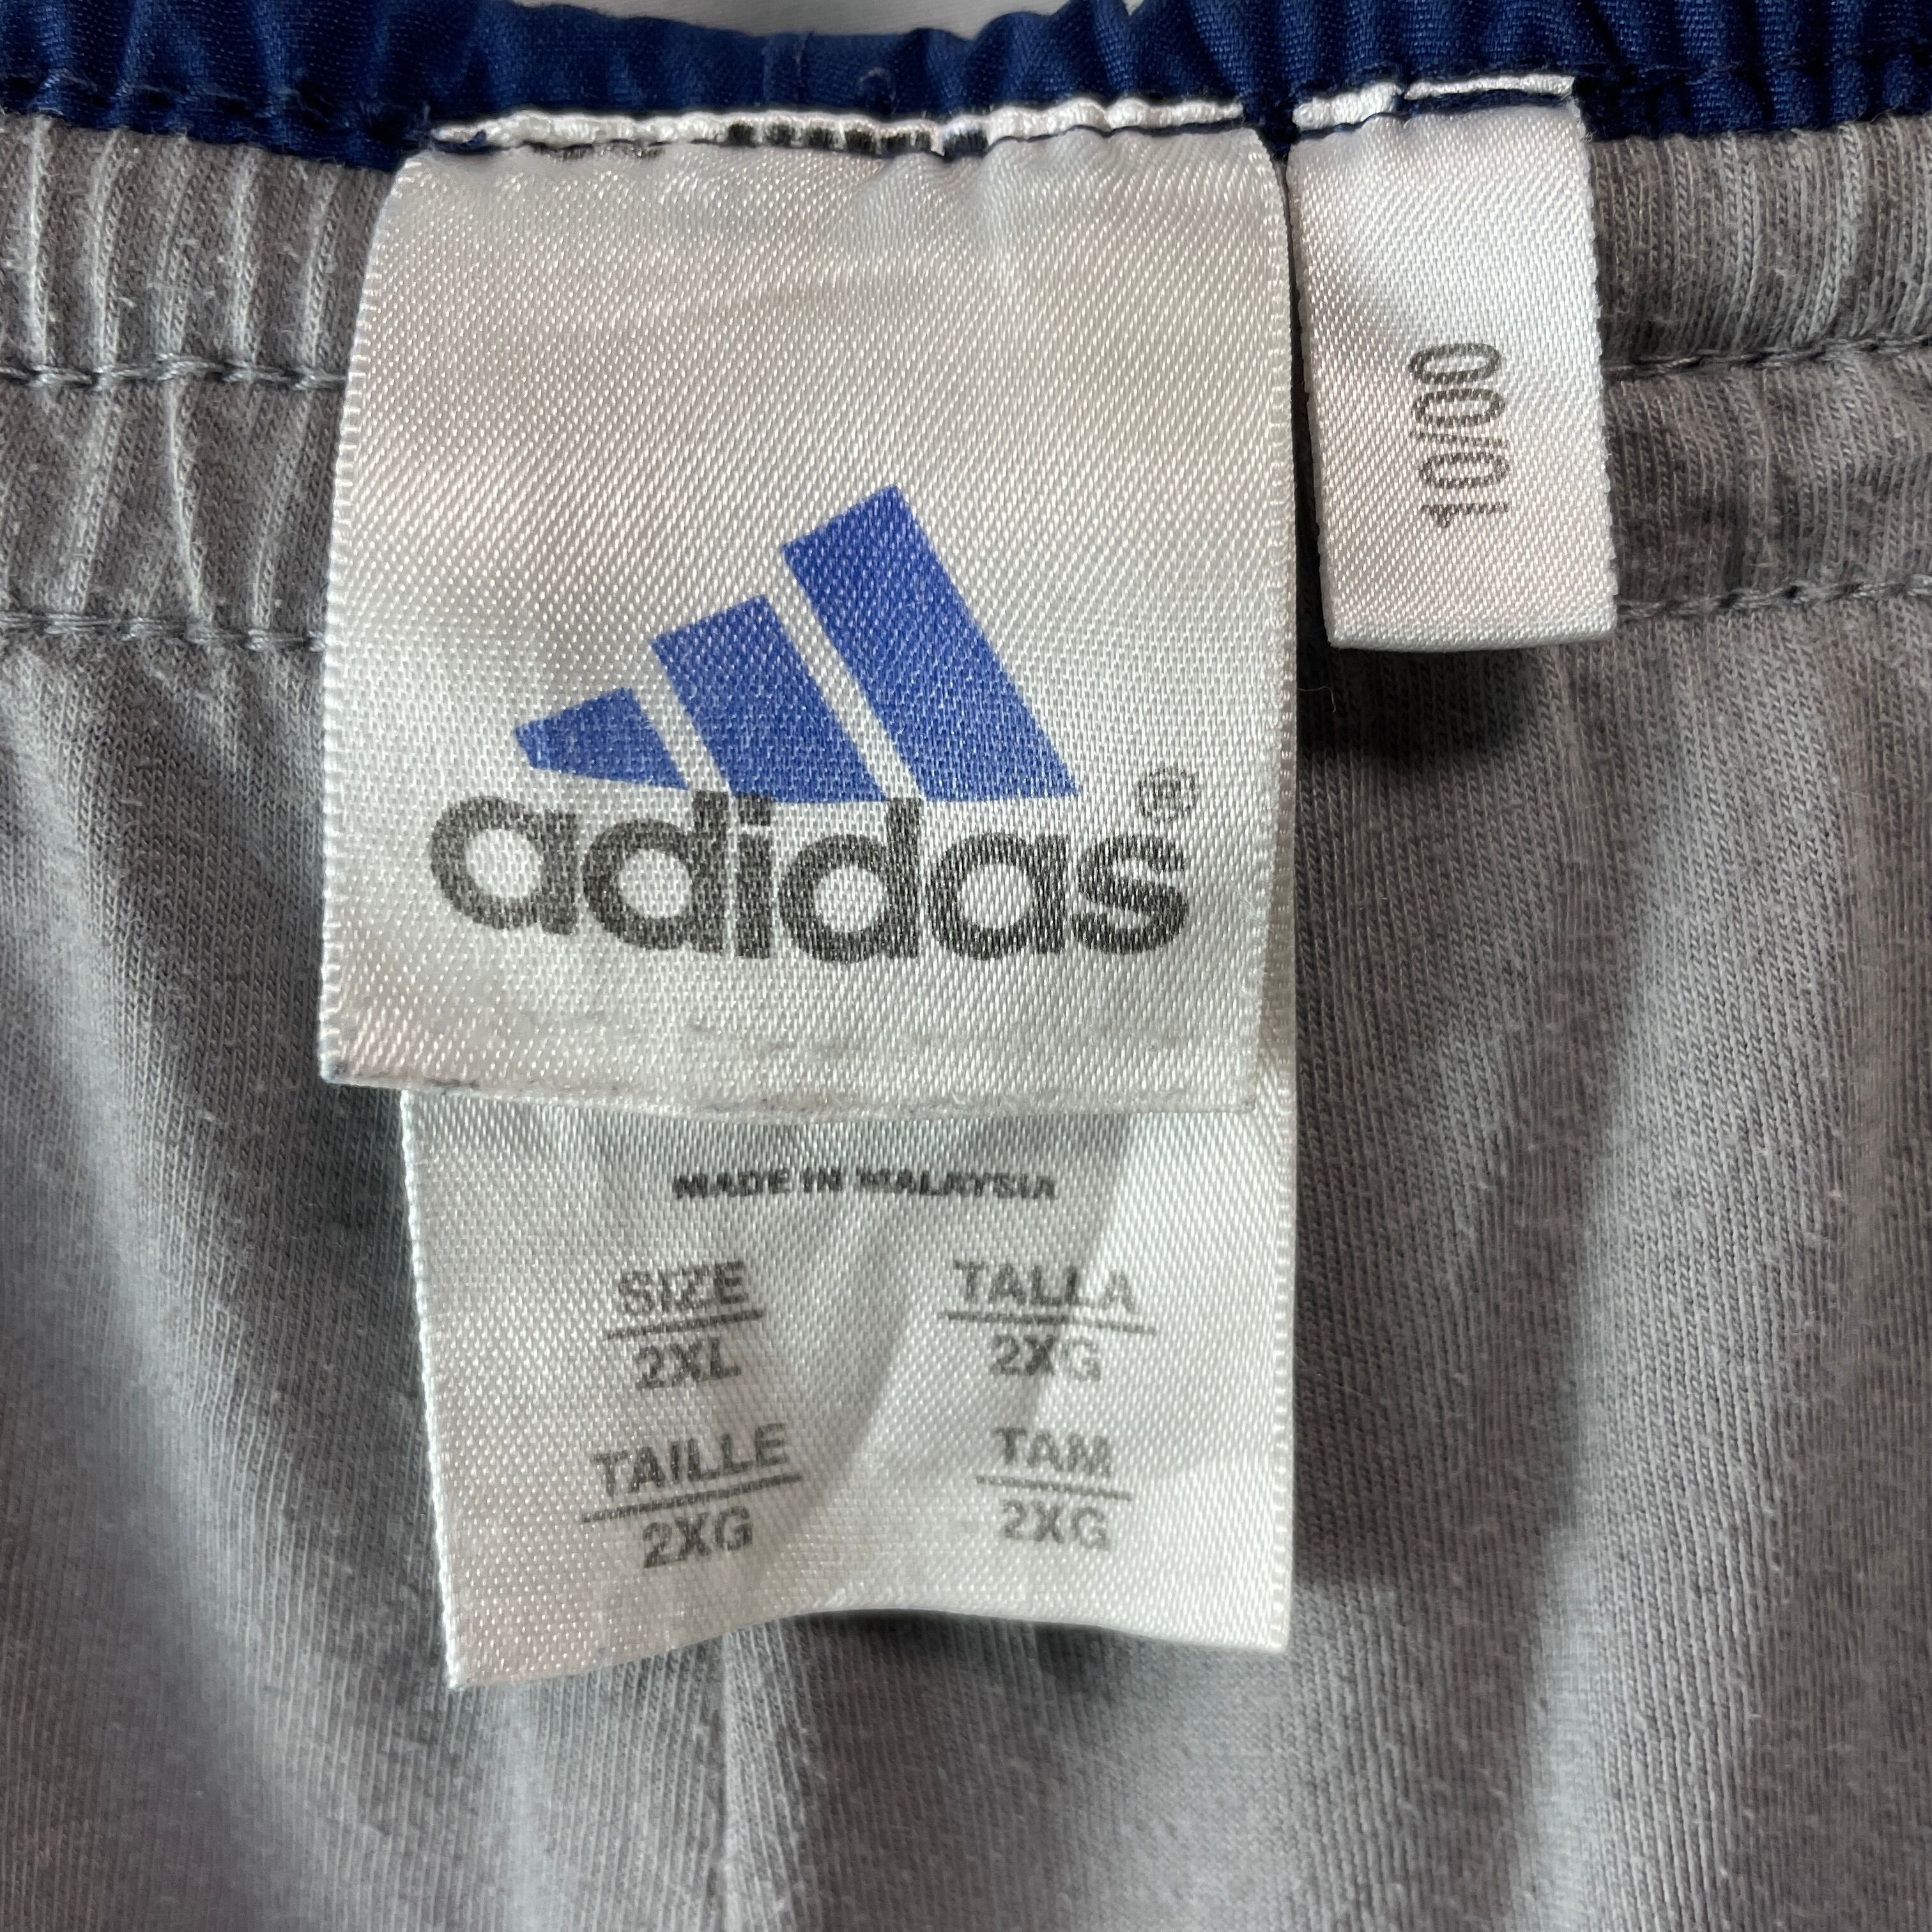 adidas®
10/00
MADE IN MALAYSIA
SIZE TALLA
2XL 2XG
TAILLE TAM
2XG 2XG